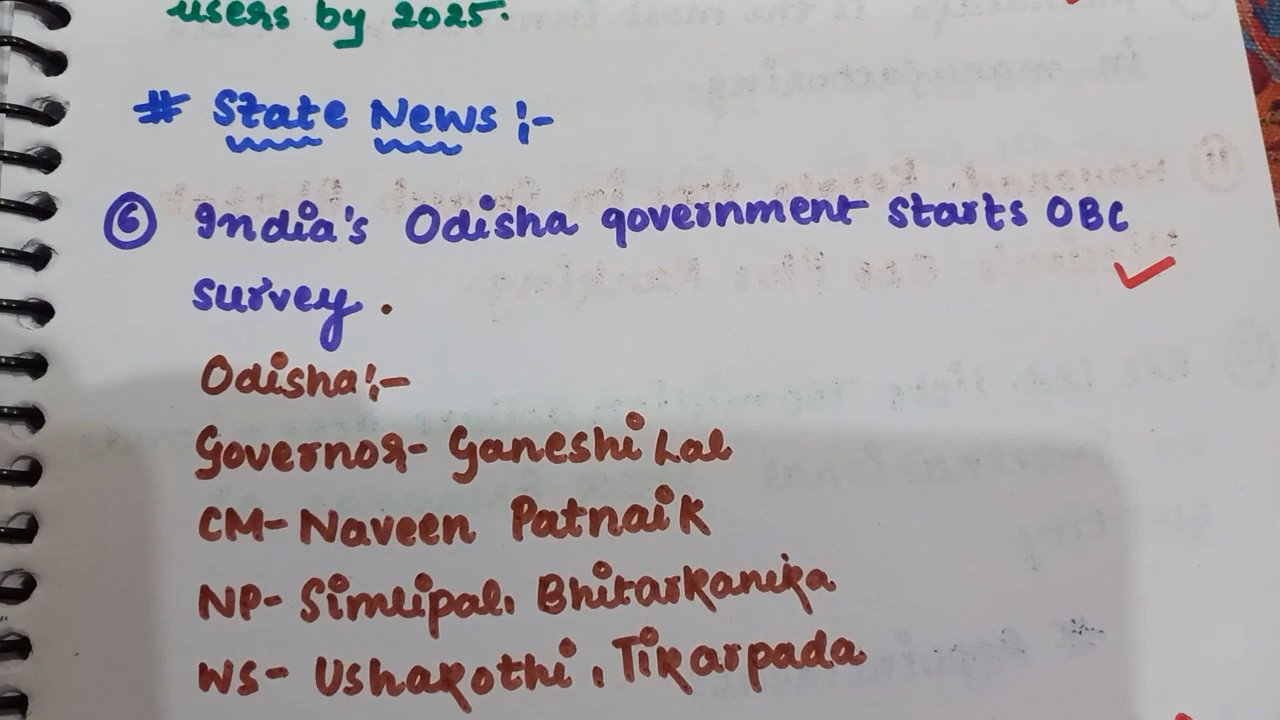 users by 2025.
# State News :-
⑥ India's Odisha government starts OBC
survey.
Odisha:-
Governor- Ganeshi Lal
CM- Naveen Patnaik
NP- Simlipal, Bhitarkanika
WS- Ushakothi, Tikarpada